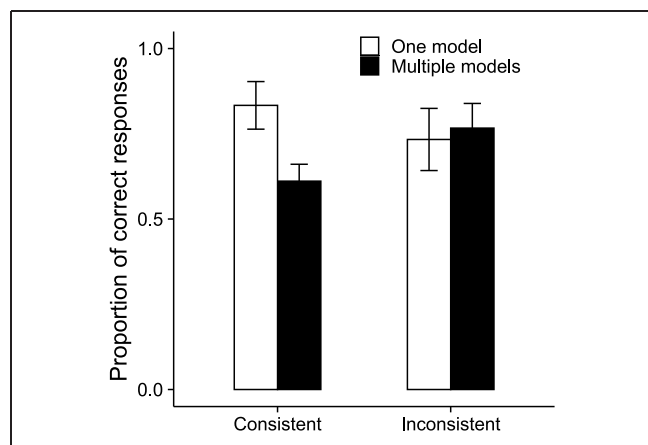 1.0
One model
Multiple models
Proportion of correct responses
0.5
0.0
Consistent
Inconsistent